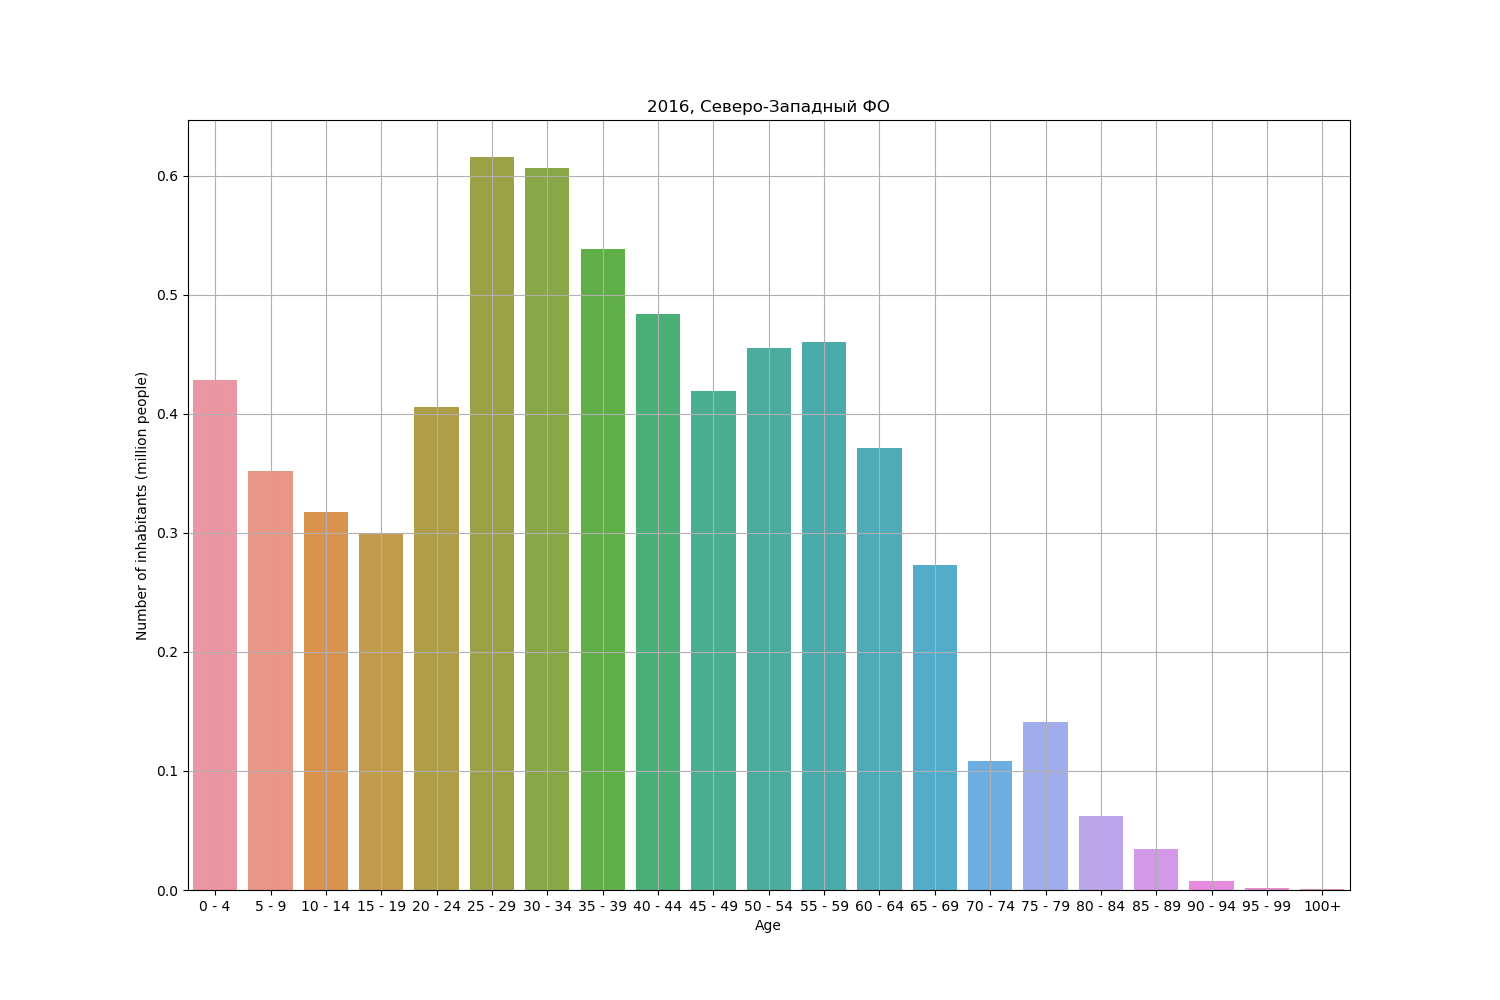 2016, Северо-Западный ФО
Number of inhabitants (million people)
0.6
0.5
0.4
0.3
0.2
0.1
0.0
0 - 4 5 - 9 10 - 14 15 - 19 20 - 24 25 - 29 30 - 34 35 - 39 40 - 44 45 - 49 50 - 54 55 - 59 60 - 64 65 - 69 70 - 74 75 - 79 80 - 84 85 - 89 90 - 94 95 - 99 100+
Age